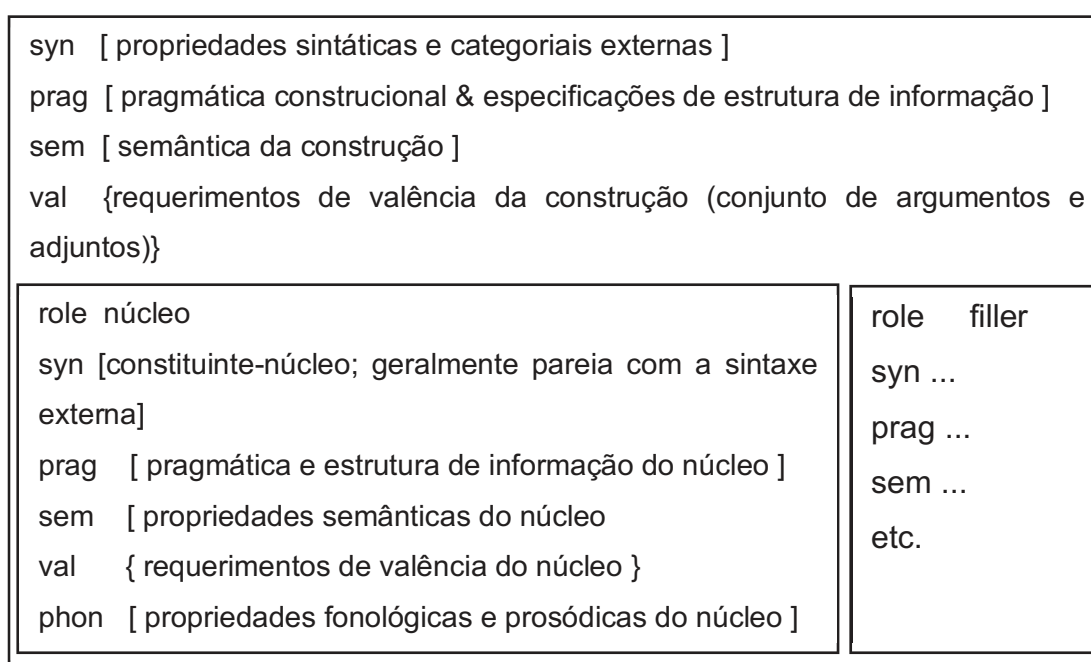 syn [ propriedades sintáticas e categoriais externas ]
prag [ pragmática construcional & especificações de estrutura de informação ]
sem [ semântica da construção ]
val {requerimentos de valência da construção (conjunto de argumentos e
adjuntos)}
role núcleo
syn [constituinte-núcleo; geralmente pareia com a sintaxe
externa]
prag [ pragmática e estrutura de informação do núcleo ]
sem [ propriedades semânticas do núcleo
val { requerimentos de valência do núcleo }
phon [ propriedades fonológicas e prosódicas do núcleo ]
role filler
syn ...
prag ...
sem ...
etc.